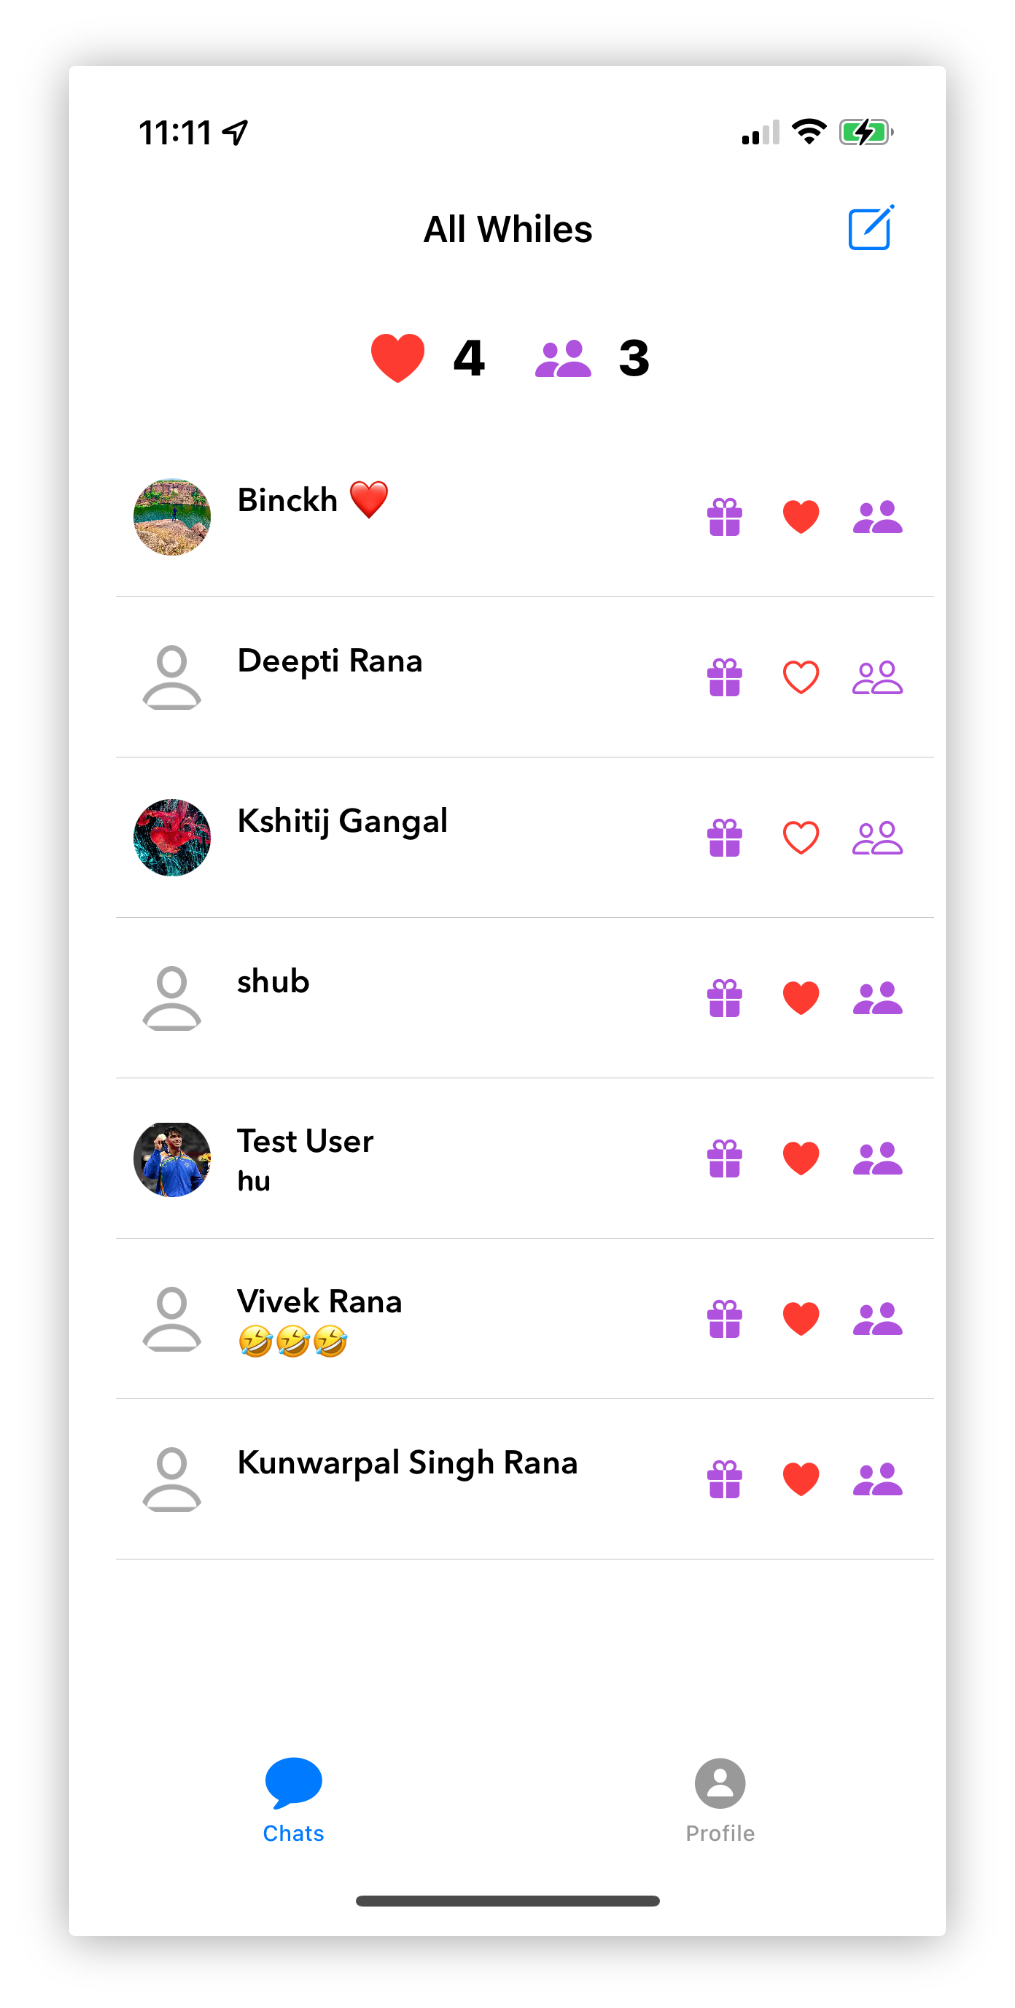 11:11
All Whiles
4 3
Binckh ❤️
Deepti Rana
Kshitij Gangal
shub
Test User
hu
Vivek Rana
🤣🤣🤣
Kunwarpal Singh Rana
Chats Profile